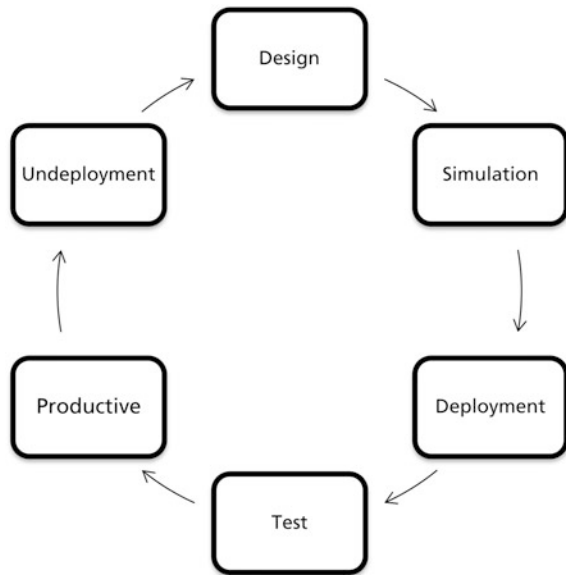 Design
Simulation
Deployment
Test
Productive
Undeployment